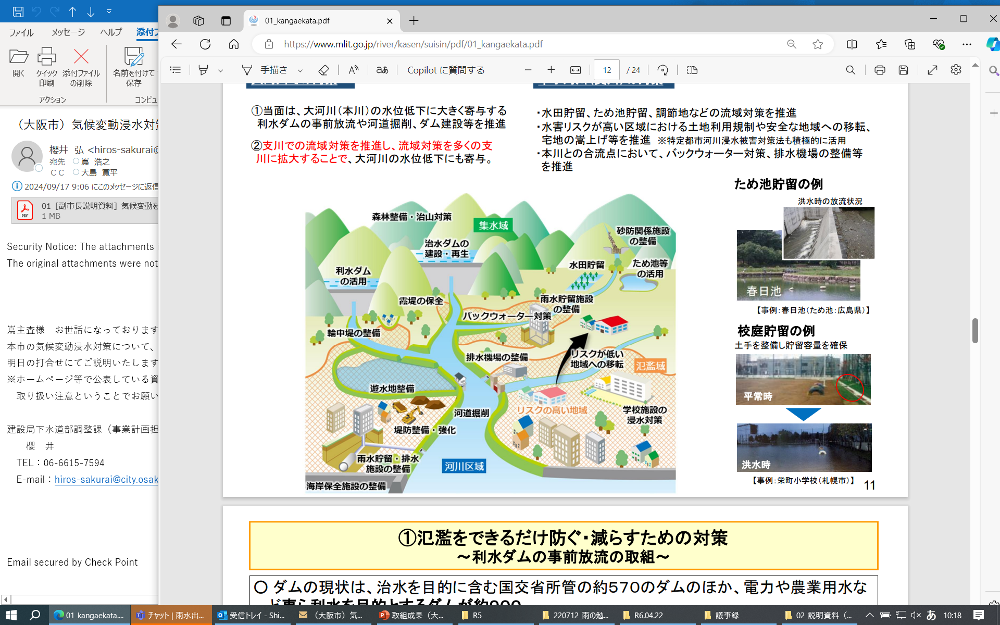 ファイル
メッセージ
ヘルプ
開く
クイック
印刷
添付ファイル
の削除
名前を付けて
保存
アクション
(大阪市)気候変動浸水対
櫻井 弘 <hiros-sakurai@
宛先 嶌 浩之
CC 大島 寛平
2024/09/17 9:06 にこのメッセージに返信
01 [副市長説明資料] 気候変動を
1 MB
PDF
Security Notice: The attachments i
The original attachments were not
嶌主査様 お世話になっております
本市の気候変動浸水対策について、
明日の打合せにてご説明いたします
※ホームページ等で公表している資
取り扱い注意ということでお願い
建設局下水道部調整課(事業計画担
櫻 井
TEL:06-6615-7594
E-mail:hiros-sakurai@city.osak
Email secured by Check Point
01_kangaekata.pdf
https://www.mlit.go.jp/river/kasen/suisin/pdf/01_kangaekata.pdf
手描き
aあ
Copilot に質問する
12 / 24
①当面は、大河川(本川)の水位低下に大きく寄与する
利水ダムの事前放流や河道掘削、ダム建設等を推進
②支川での流域対策を推進し、流域対策を多くの支
川に拡大することで、大河川の水位低下にも寄与。
・水田貯留、ため池貯留、調節地などの流域対策を推進
・水害リスクが高い区域における土地利用規制や安全な地域への移転、
宅地の嵩上げ等を推進 ※特定都市河川浸水被害対策法も積極的に活用
・本川との合流点において、バックウォーター対策、排水機場の整備等
を推進
森林整備・治山対策
集水域
砂防関係施設
の整備
治水ダムの
建設・再生
水田貯留
ため池等
の活用
利水ダム
の活用
霞堤の保全
雨水貯留施設
の整備
バックウォーター対策
輪中堤の整備
排水機場の整備
リスクが低い
地域への移転
氾濫域
遊水地整備
河道掘削
リスクの高い地域
学校施設の
浸水対策
堤防整備・強化
雨水貯留・排水
施設の整備
河川区域
海岸保全施設の整備
ため池貯留の例
洪水時の放流状況
春日池
【事例:春日池(ため池:広島県)】
校庭貯留の例
土手を整備し貯留容量を確保
平常時
洪水時
【事例:栄町小学校(札幌市)】
11
①氾濫をできるだけ防ぐ・減らすための対策
~利水ダムの事前放流の取組~
〇 ダムの現状は、治水を目的に含む国交省所管の約570のダムのほか、電力や農業用水な
01_kangaekata....
チャット | 雨水出...
受信トレイ - Shi...
(大阪市)気...
取組成果(大...
R5
220712_雨の勉...
R6.04.22
議事録
02_説明資料(...
あ
10:18